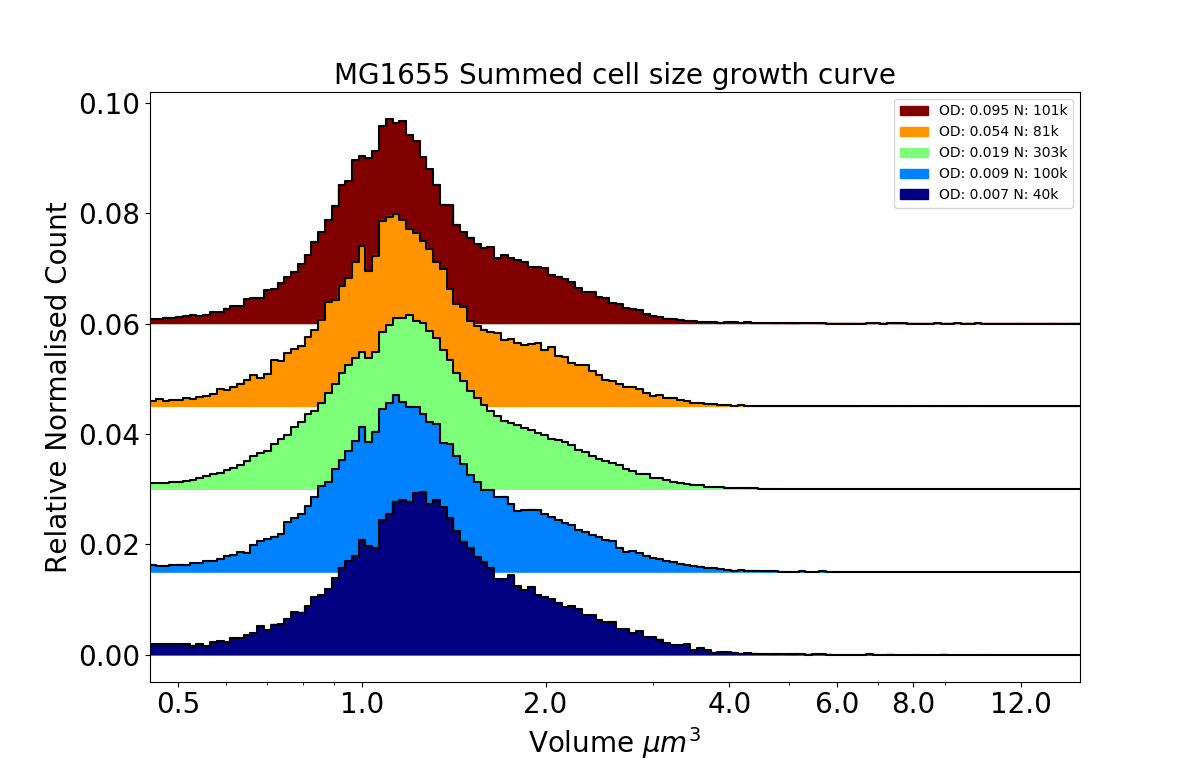 MG1655 Summed cell size growth curve
0.10
0.08
0.06
0.04
0.02
0.00
Relative Normalised Count
OD: 0.095 N: 101k
OD: 0.054 N: 81k
OD: 0.019 N: 303k
OD: 0.009 N: 100k
OD: 0.007 N: 40k
0.5 1.0 2.0 4.0 6.0 8.0 12.0
Volume μm³